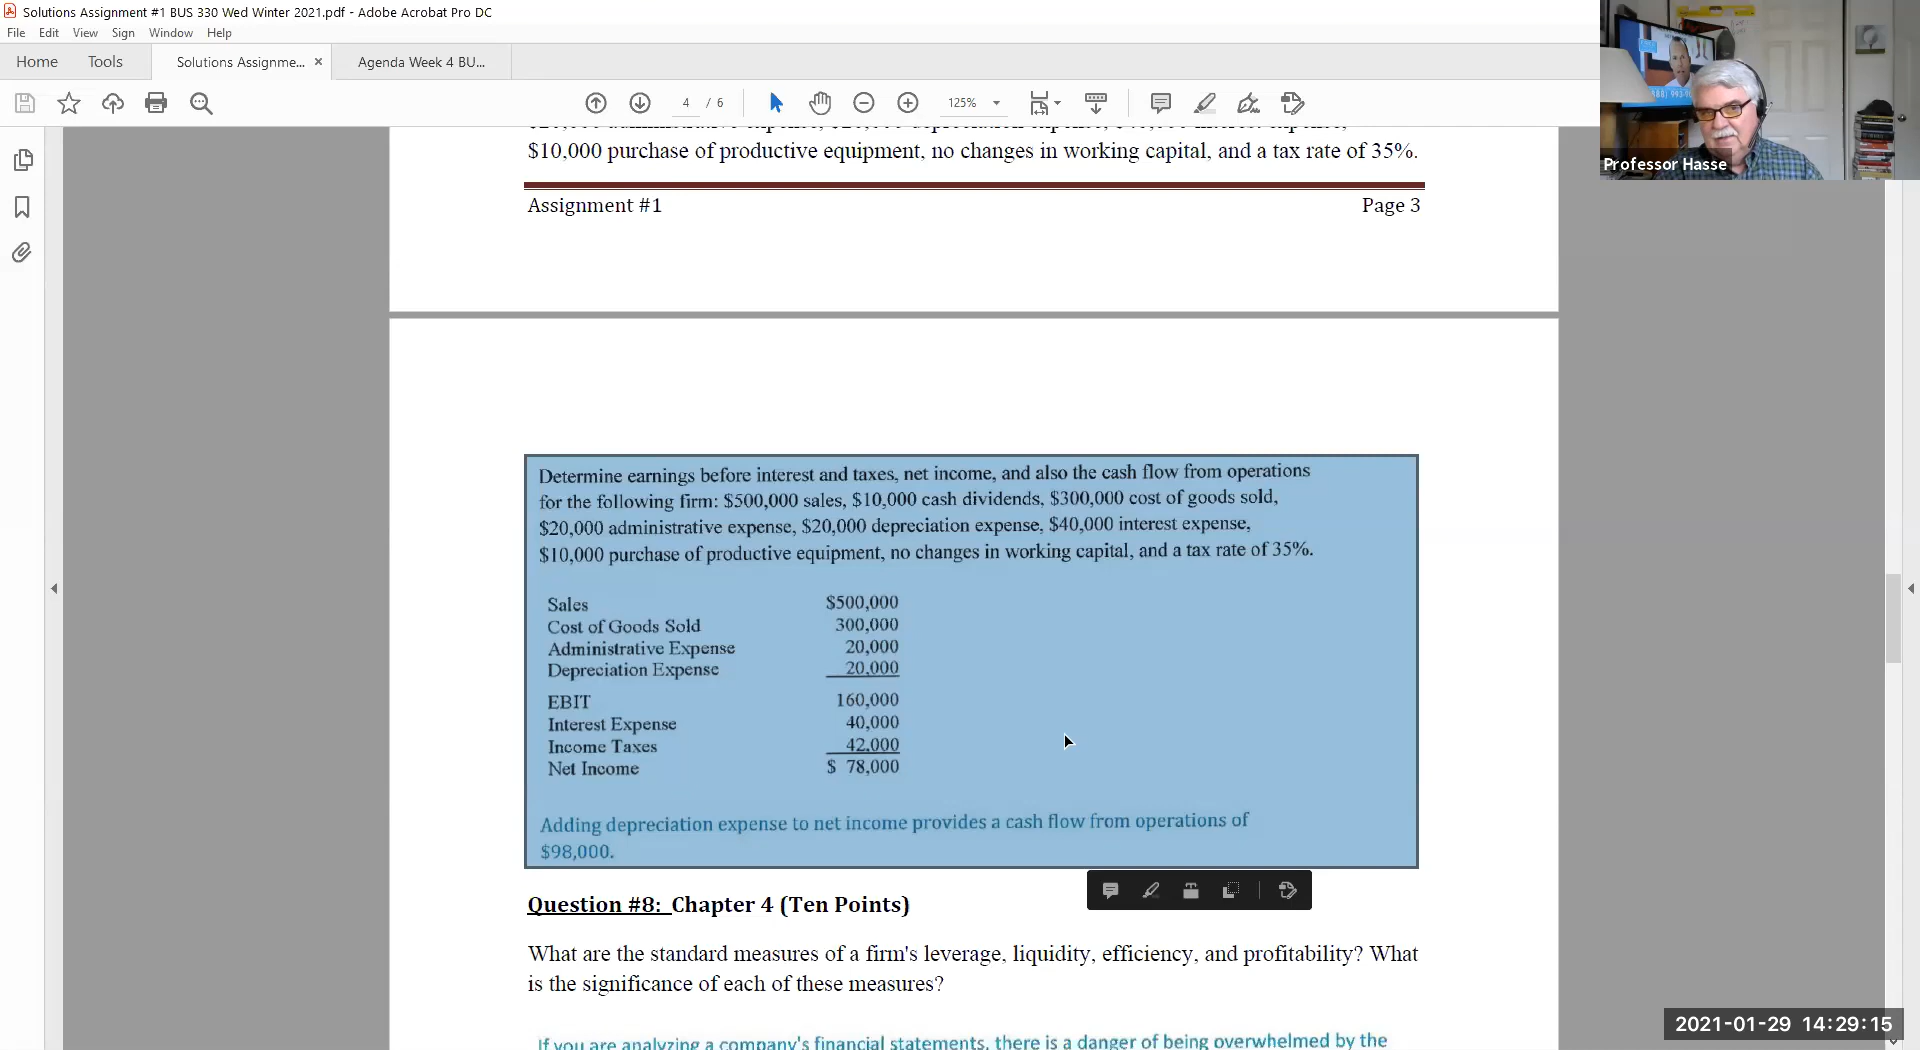 Solutions Assignment #1 BUS 330 Wed Winter 2021.pdf - Adobe Acrobat Pro DC
File Edit View Sign Window Help
Home Tools Solutions Assignme... × Agenda Week 4 BU...
4 / 6 125%
$10,000 purchase of productive equipment, no changes in working capital, and a tax rate of 35%.
Professor Hasse
Assignment #1 Page 3
Determine earnings before interest and taxes, net income, and also the cash flow from operations
for the following firm: $500,000 sales, $10,000 cash dividends, $300,000 cost of goods sold,
$20,000 administrative expense, $20,000 depreciation expense, $40,000 interest expense,
$10,000 purchase of productive equipment, no changes in working capital, and a tax rate of 35%.
Sales $500,000
Cost of Goods Sold 300,000
Administrative Expense 20,000
Depreciation Expense 20,000
EBIT 160,000
Interest Expense 40,000
Income Taxes 42,000
Net Income $ 78,000
Adding depreciation expense to net income provides a cash flow from operations of
$98,000.
Question #8: Chapter 4 (Ten Points)
What are the standard measures of a firm's leverage, liquidity, efficiency, and profitability? What
is the significance of each of these measures?
If you are analyzing a company's financial statements, there is a danger of being overwhelmed by the
2021-01-29 14:29:15